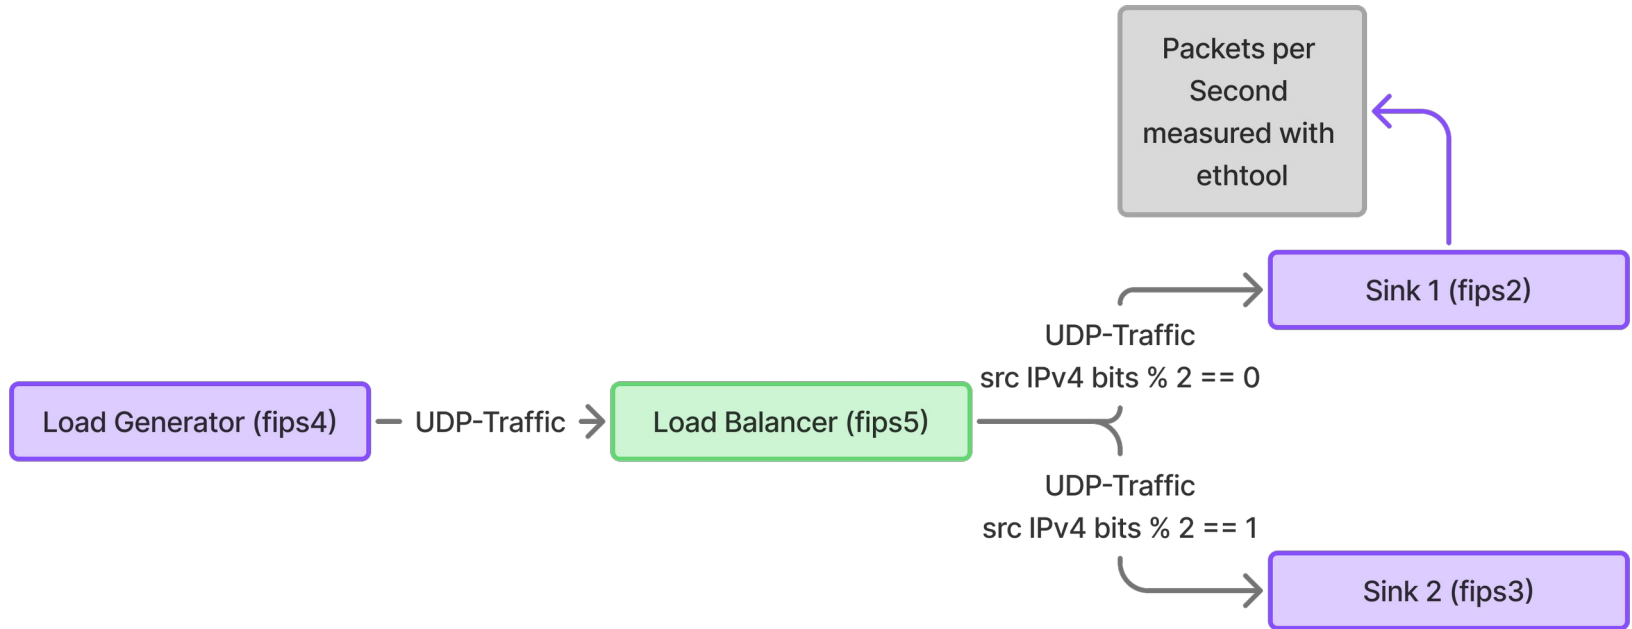 Packets per
Second
measured with
ethtool
Sink 1 (fips2)
UDP-Traffic
src IPv4 bits % 2 == 0
Load Generator (fips4)
UDP-Traffic
Load Balancer (fips5)
UDP-Traffic
src IPv4 bits % 2 == 1
Sink 2 (fips3)